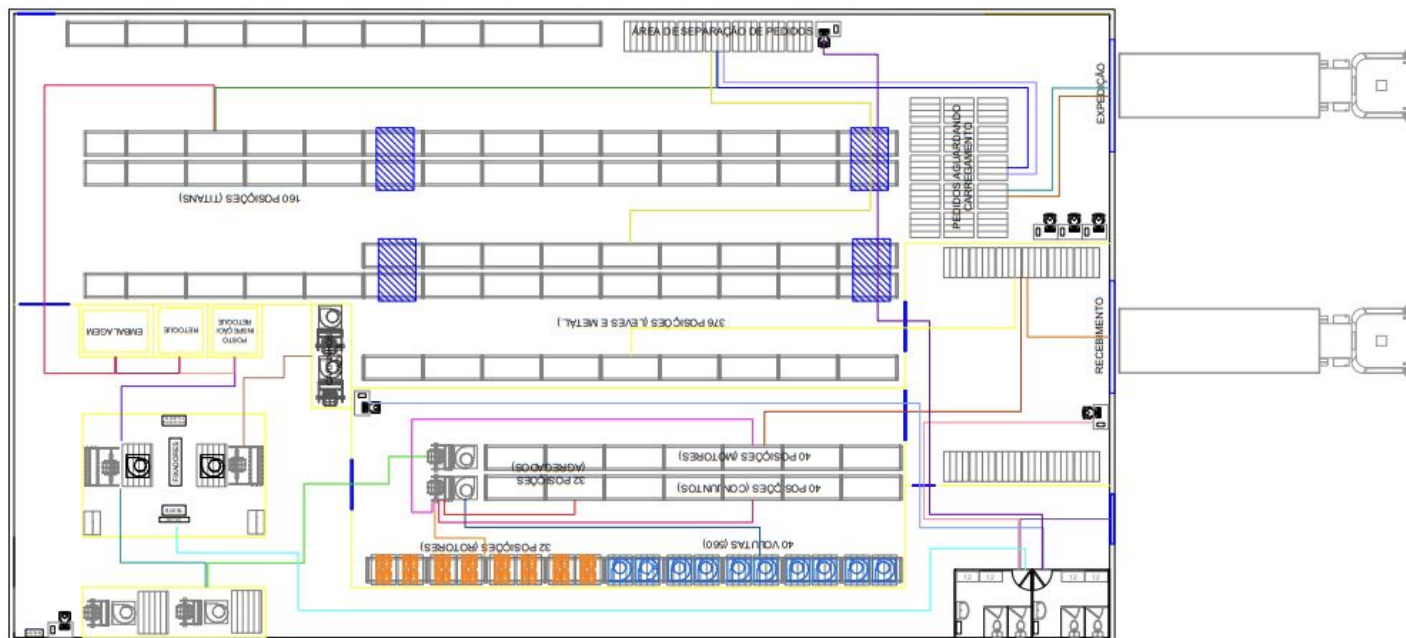 ÁREA DE SEPARAÇÃO DE PEDIDOS
EXPEDIÇÃO
PEDIDOS AGUARDANDO
CARREGAMENTO
160 POSIÇÕES (TITANS)
376 POSIÇÕES (LEVES E METAL )
RECEBIMENTO
EMBALAGEM
RETOQUE
POSTO
INSPEÇÃO/
RETOQUE
FIXADORES
40 POSIÇÕES (MOTORES)
32 POSIÇÕES
(AGREGADOS)
40 POSIÇÕES (CONJUNTOS)
32 POSIÇÕES (ROTORES)
40 VOLUTAS (560)
12
12
12
12